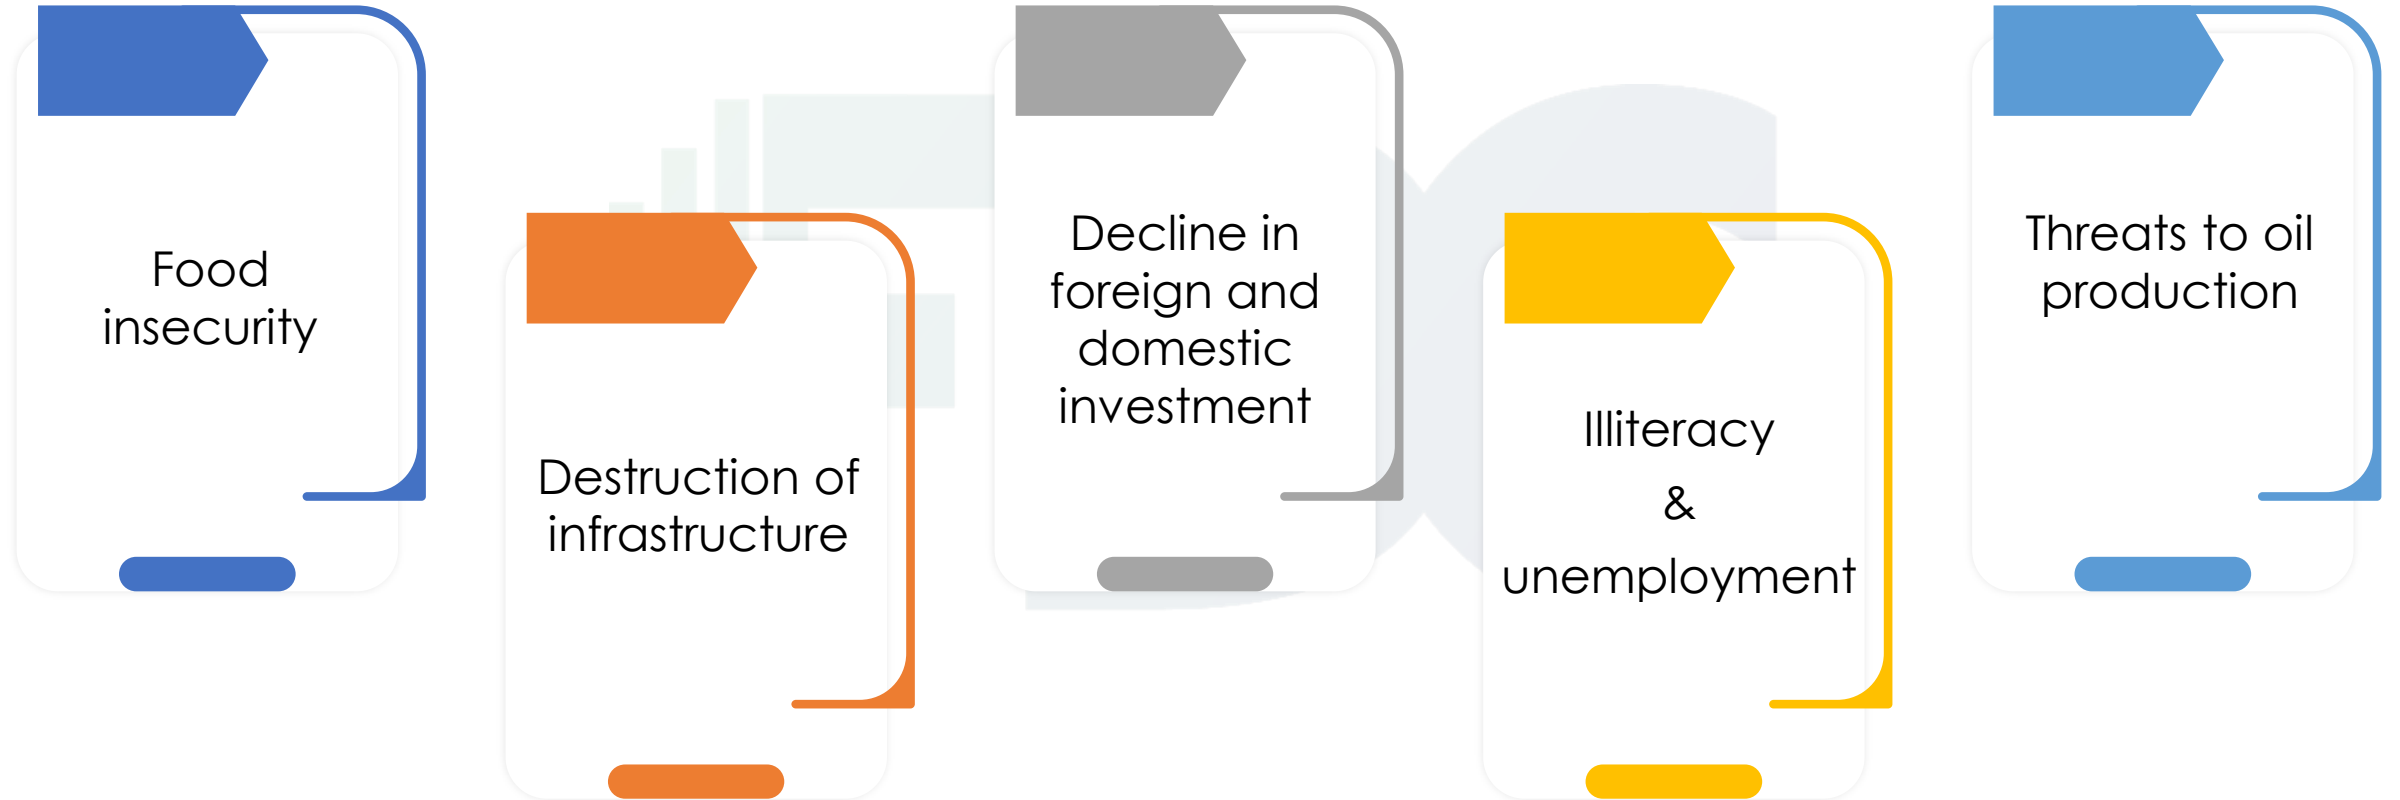 Food
insecurity
Destruction of
infrastructure
Decline in
foreign and
domestic
investment
Illiteracy
&
unemployment
Threats to oil
production